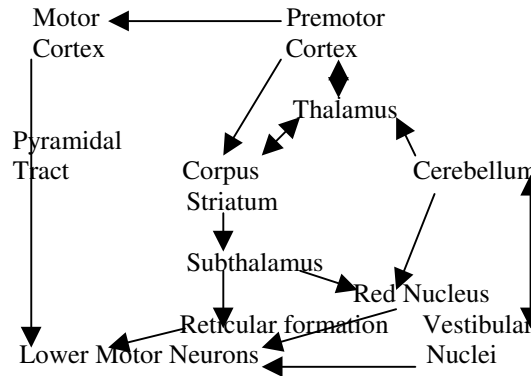 Motor
Cortex
Premotor
Cortex
Thalamus
Pyramidal
Tract
Corpus
Striatum
Cerebellum
Subthalamus
Red Nucleus
Reticular formation
Vestibular
Nuclei
Lower Motor Neurons